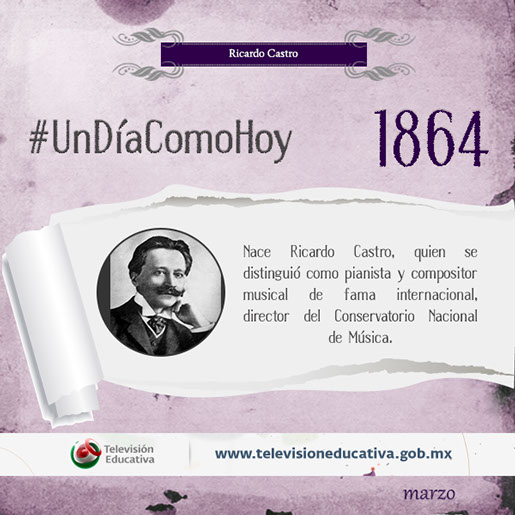 Ricardo Castro
#UnDíaComoHoy 1864
Nace Ricardo Castro, quien se
distinguió como pianista y compositor
musical de fama internacional,
director del Conservatorio Nacional
de Música.
Televisión
Educativa
www.televisioneducativa.gob.mx
marzo